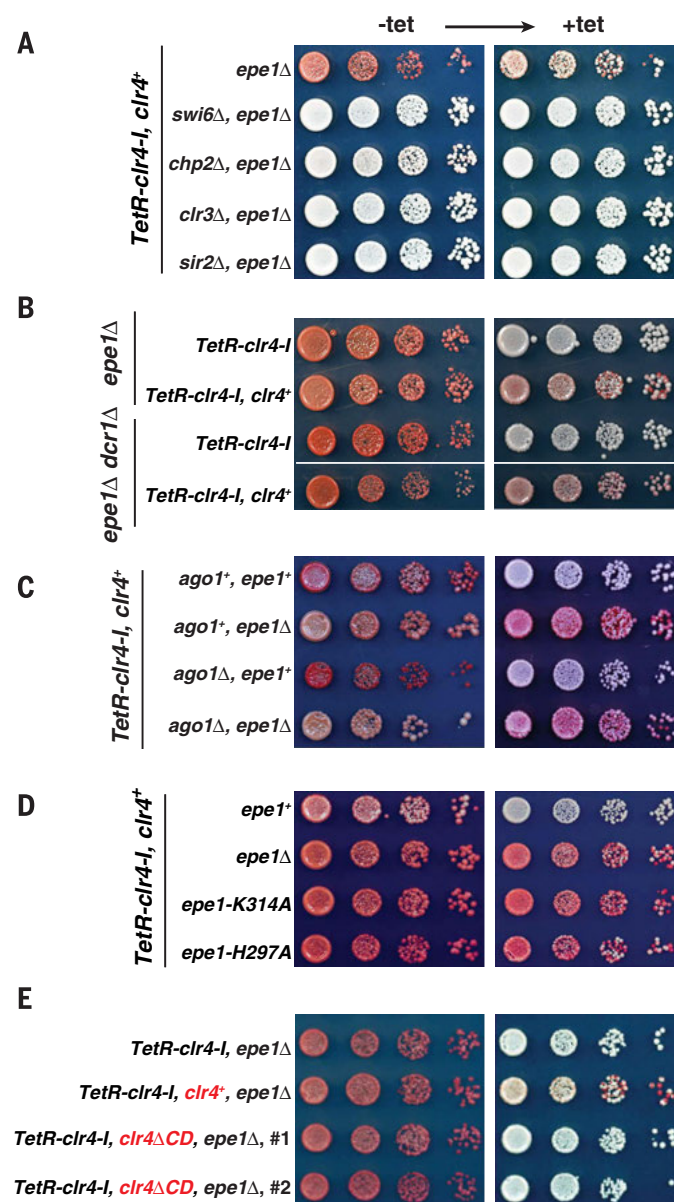 -tet +tet
A
TetR-clr4-I, clr4⁺
epe1Δ
swi6Δ, epe1Δ
chp2Δ, epe1Δ
clr3Δ, epe1Δ
sir2Δ, epe1Δ
B
epe1Δ
TetR-clr4-I
TetR-clr4-I, clr4⁺
epe1Δ dcr1Δ
TetR-clr4-I
TetR-clr4-I, clr4⁺
C
TetR-clr4-I, clr4⁺
ago1⁺, epe1⁺
ago1⁺, epe1Δ
ago1Δ, epe1⁺
ago1Δ, epe1Δ
D
TetR-clr4-I, clr4⁺
epe1⁺
epe1Δ
epe1-K314A
epe1-H297A
E
TetR-clr4-I, epe1Δ
TetR-clr4-I, clr4⁺, epe1Δ
TetR-clr4-I, clr4ΔCD, epe1Δ, #1
TetR-clr4-I, clr4ΔCD, epe1Δ, #2